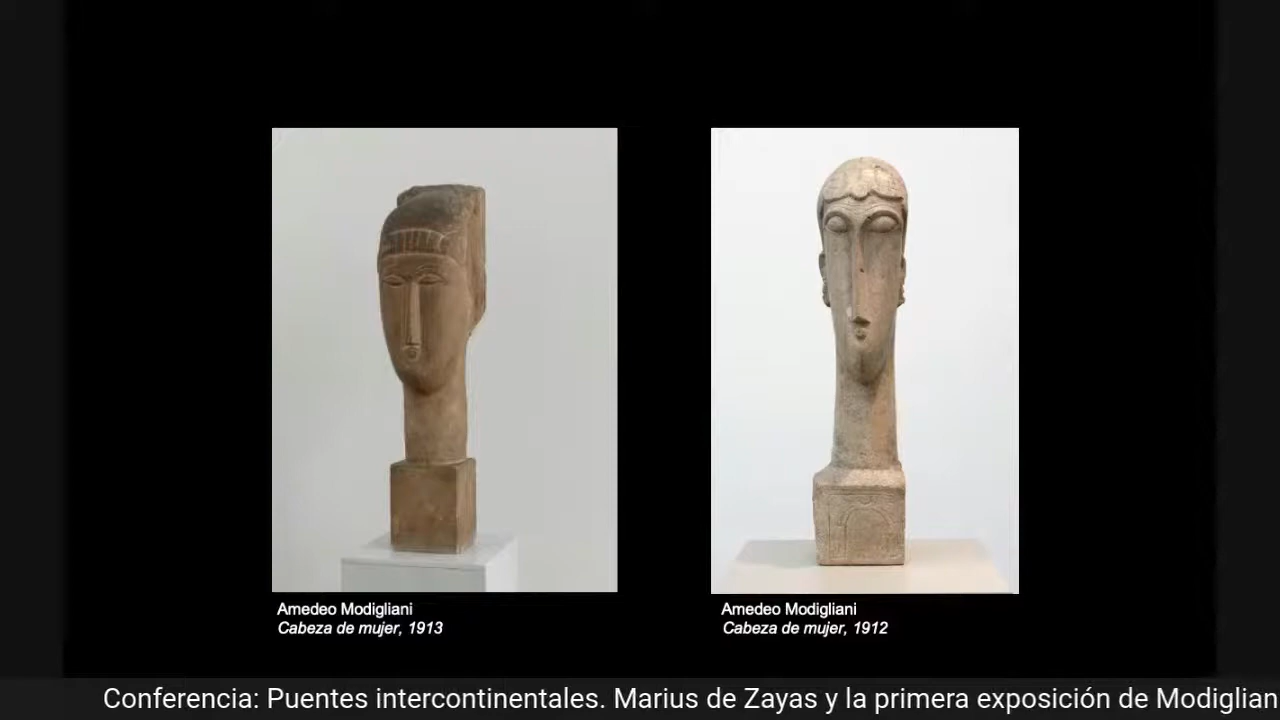 Amedeo Modigliani
Cabeza de mujer, 1913
Amedeo Modigliani
Cabeza de mujer, 1912
Conferencia: Puentes intercontinentales. Marius de Zayas y la primera exposición de Modiglian